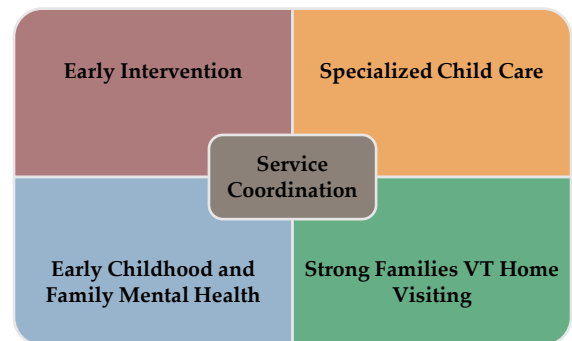 Early Intervention
Specialized Child Care
Service
Coordination
Early Childhood and
Family Mental Health
Strong Families VT Home
Visiting